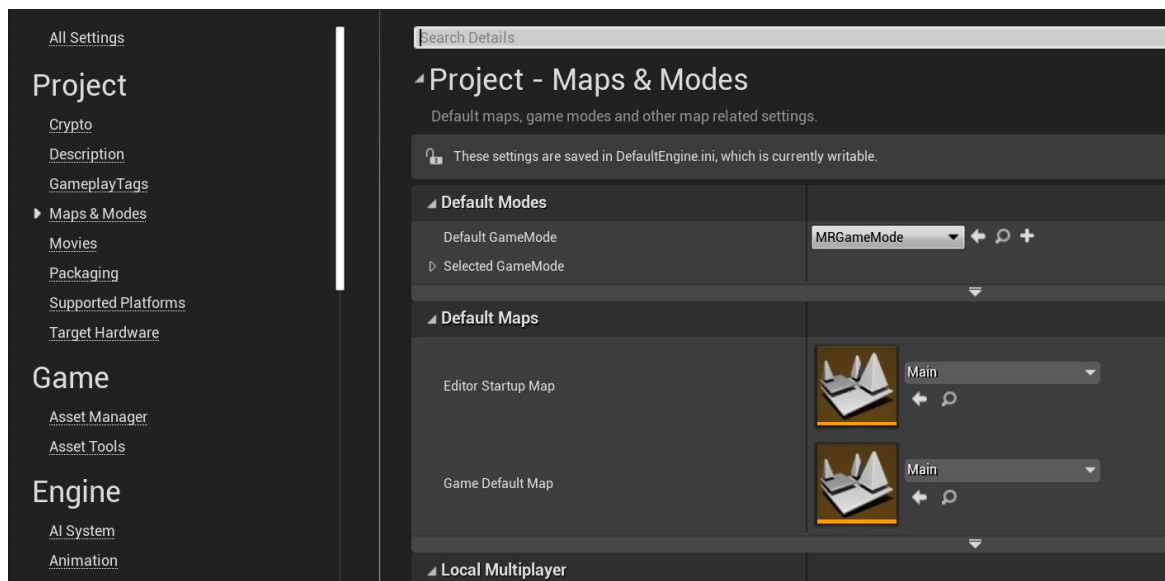 All Settings
Project
Crypto
Description
GameplayTags
Maps & Modes
Movies
Packaging
Supported Platforms
Target Hardware
Game
Asset Manager
Asset Tools
Engine
AI System
Animation
Search Details
Project - Maps & Modes
Default maps, game modes and other map related settings.
These settings are saved in DefaultEngine.ini, which is currently writable.
Default Modes
Default GameMode
MRGameMode
Selected GameMode
Default Maps
Editor Startup Map
Main
Game Default Map
Main
Local Multiplayer